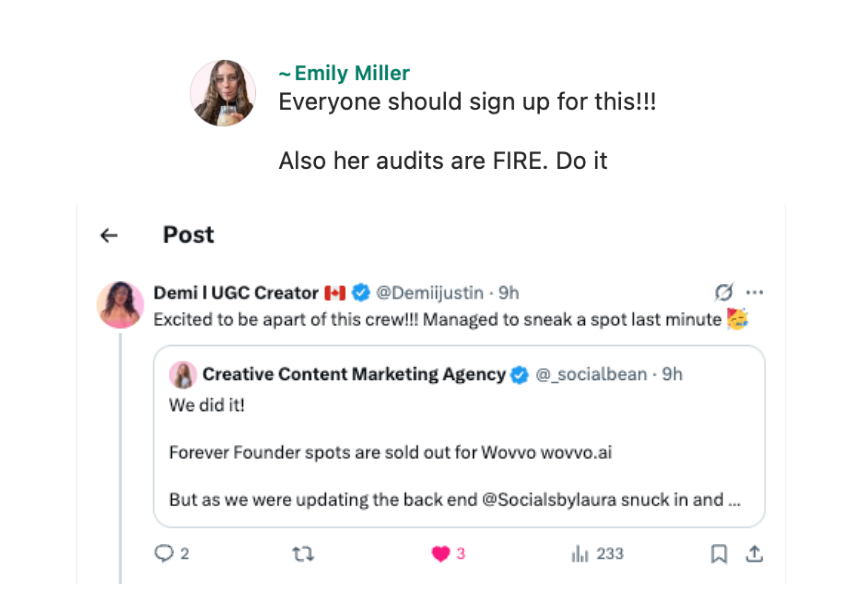 ~Emily Miller
Everyone should sign up for this!!!
Also her audits are FIRE. Do it
← Post
Demi l UGC Creator 🇨🇦 @Demiijustin · 9h
Excited to be apart of this crew!!! Managed to sneak a spot last minute 🥳
Creative Content Marketing Agency @_socialbean · 9h
We did it!
Forever Founder spots are sold out for Wovvo wovvo.ai
But as we were updating the back end @Socialsbylaura snuck in and ...
2 3 233